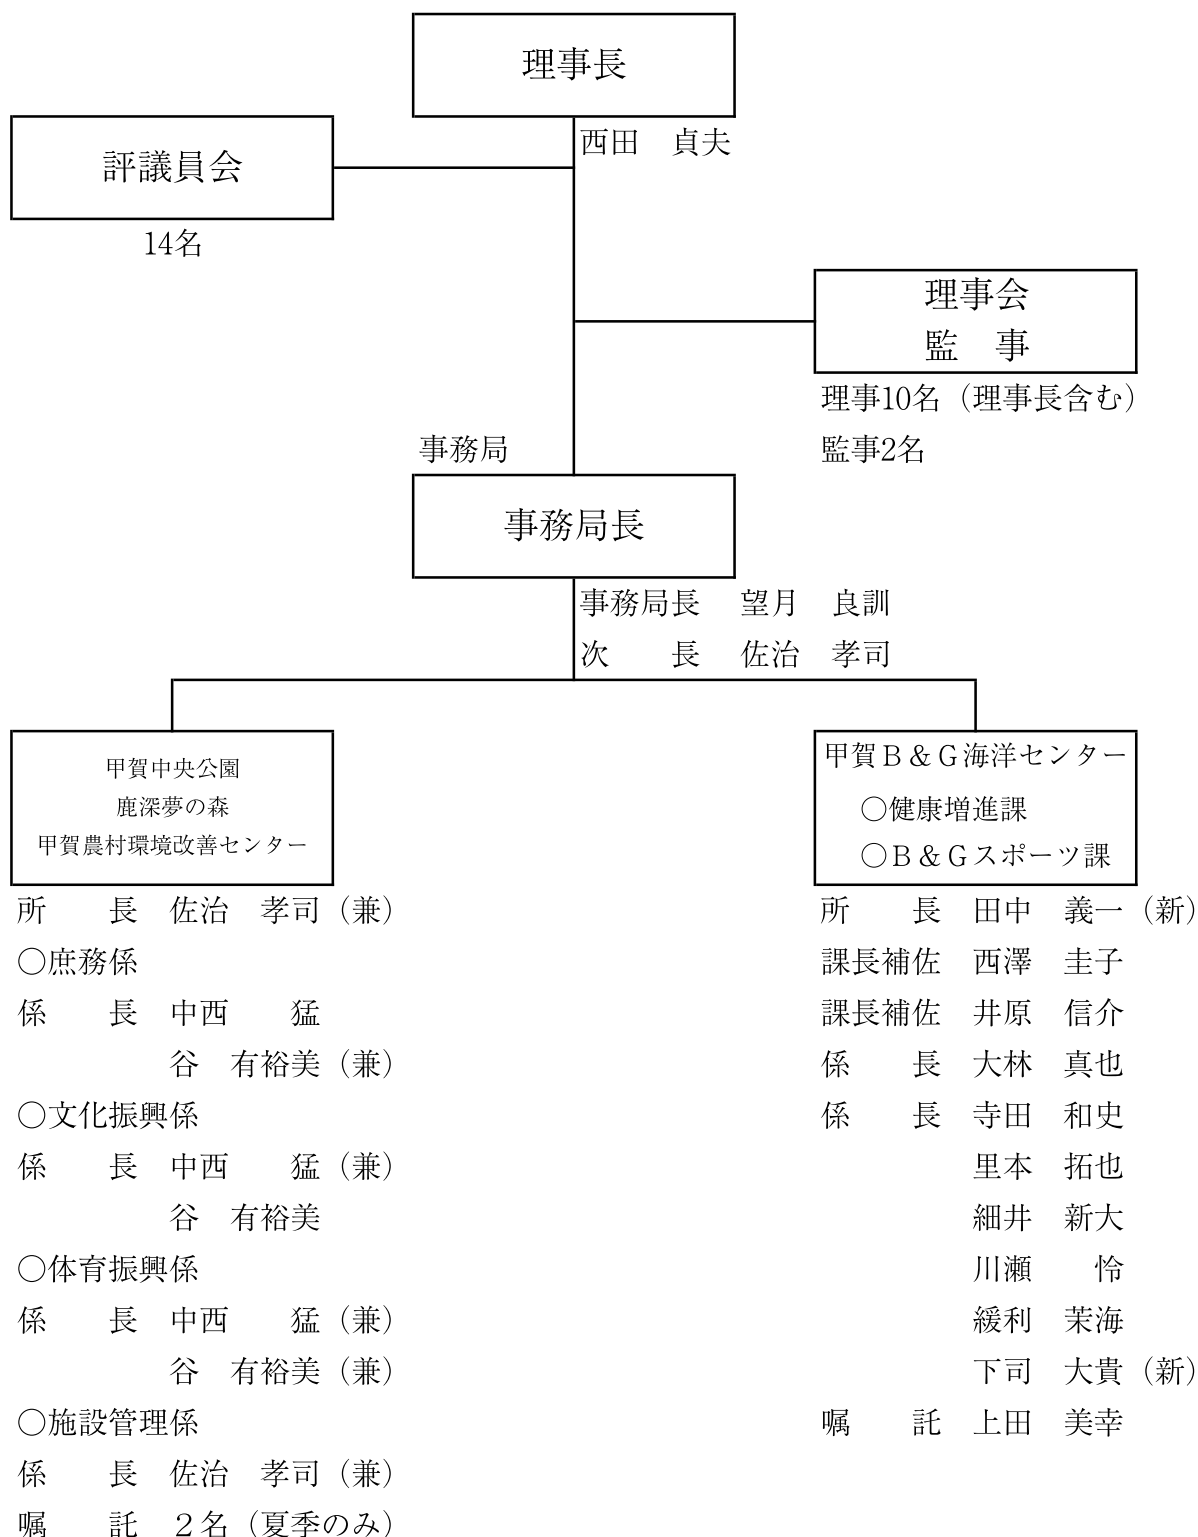 理事長
西田　貞夫
評議員会
14名
理事会
監　事
理事10名（理事長含む）
監事2名
事務局
事務局長
事務局長　望月　良訓
次　　長　佐治　孝司
甲賀中央公園
鹿深夢の森
甲賀農村環境改善センター
所　　長　佐治　孝司（兼）
○庶務係
係　　長　中西　　猛
谷　有裕美（兼）
○文化振興係
係　　長　中西　　猛（兼）
谷　有裕美
○体育振興係
係　　長　中西　　猛（兼）
谷　有裕美（兼）
○施設管理係
係　　長　佐治　孝司（兼）
嘱　　託　２名（夏季のみ）
甲賀Ｂ＆Ｇ海洋センター
○健康増進課
○Ｂ＆Ｇスポーツ課
所　　長　田中　義一（新）
課長補佐　西澤　圭子
課長補佐　井原　信介
係　　長　大林　真也
係　　長　寺田　和史
里本　拓也
細井　新大
川瀬　　怜
緩利　茉海
下司　大貴（新）
嘱　　託　上田　美幸